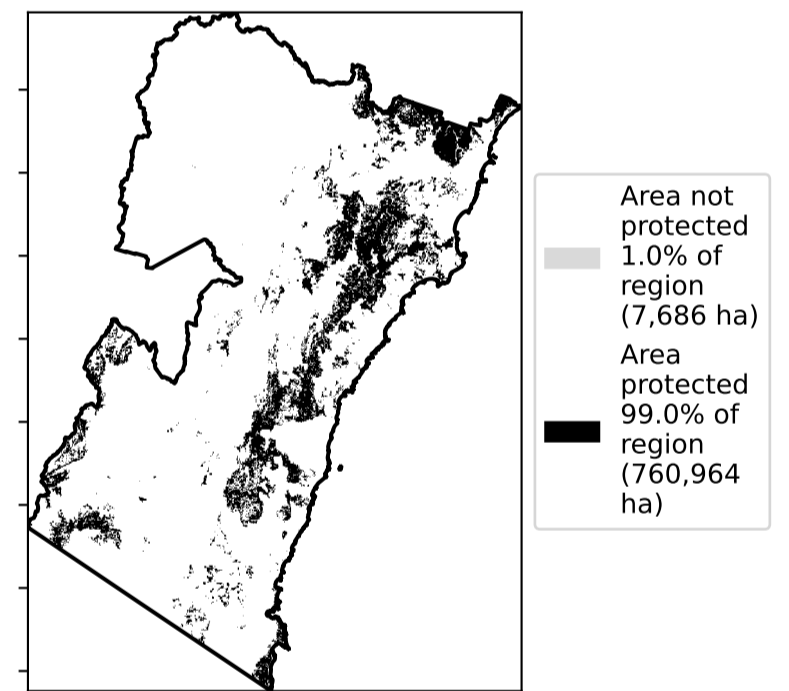 Area not
protected
1.0% of
region
(7,686 ha)
Area
protected
99.0% of
region
(760,964
ha)